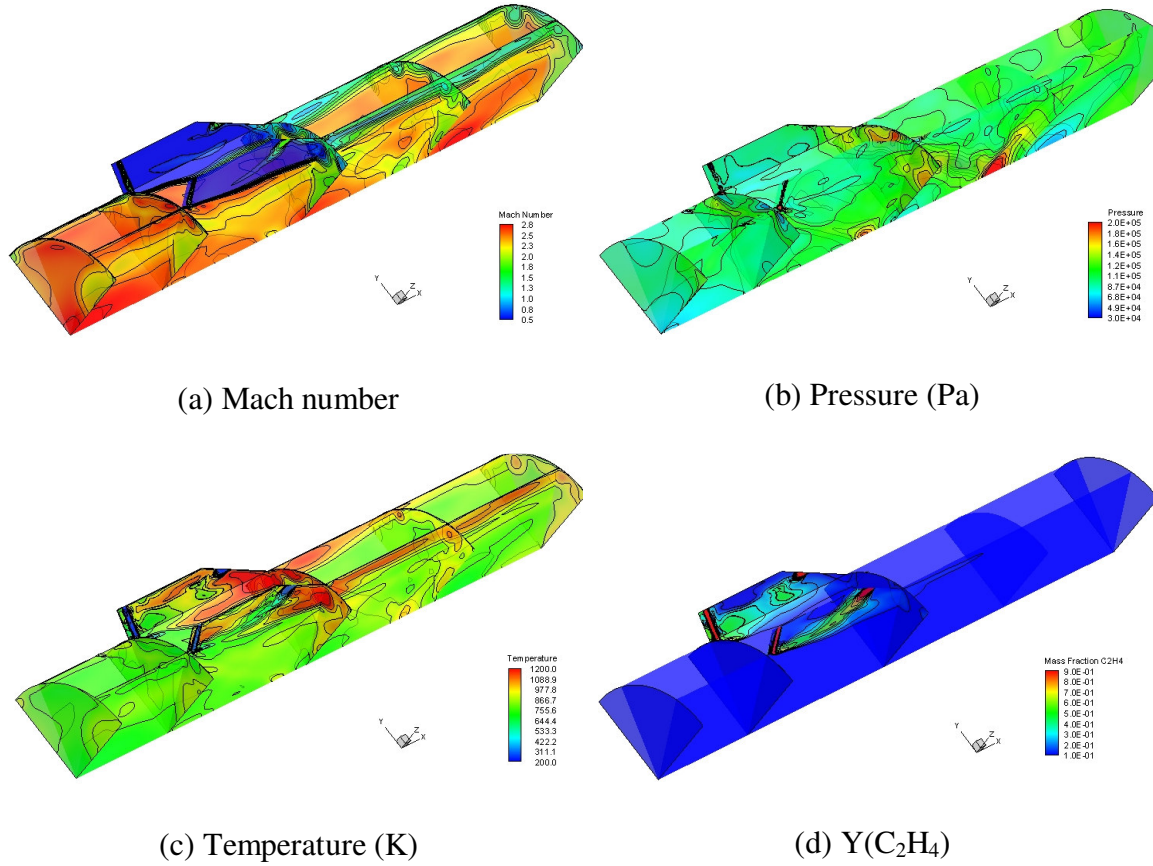 Mach Number
2.8
2.6
2.3
2.1
1.8
1.5
1.3
1.0
0.8
0.5
Y
Z
X
(a) Mach number
Pressure
2.0E+05
1.8E+05
1.6E+05
1.4E+05
1.2E+05
1.1E+05
8.7E+04
6.8E+04
4.9E+04
3.0E+04
Y
Z
X
(b) Pressure (Pa)
Temperature
1200.0
1088.9
977.8
866.7
755.6
644.4
533.3
422.2
311.1
200.0
Y
Z
X
(c) Temperature (K)
Mass Fraction C2H4
9.0E-01
8.0E-01
7.0E-01
6.0E-01
5.0E-01
4.0E-01
3.0E-01
2.0E-01
1.0E-01
Y
Z
X
(d) Y(C₂H₄)